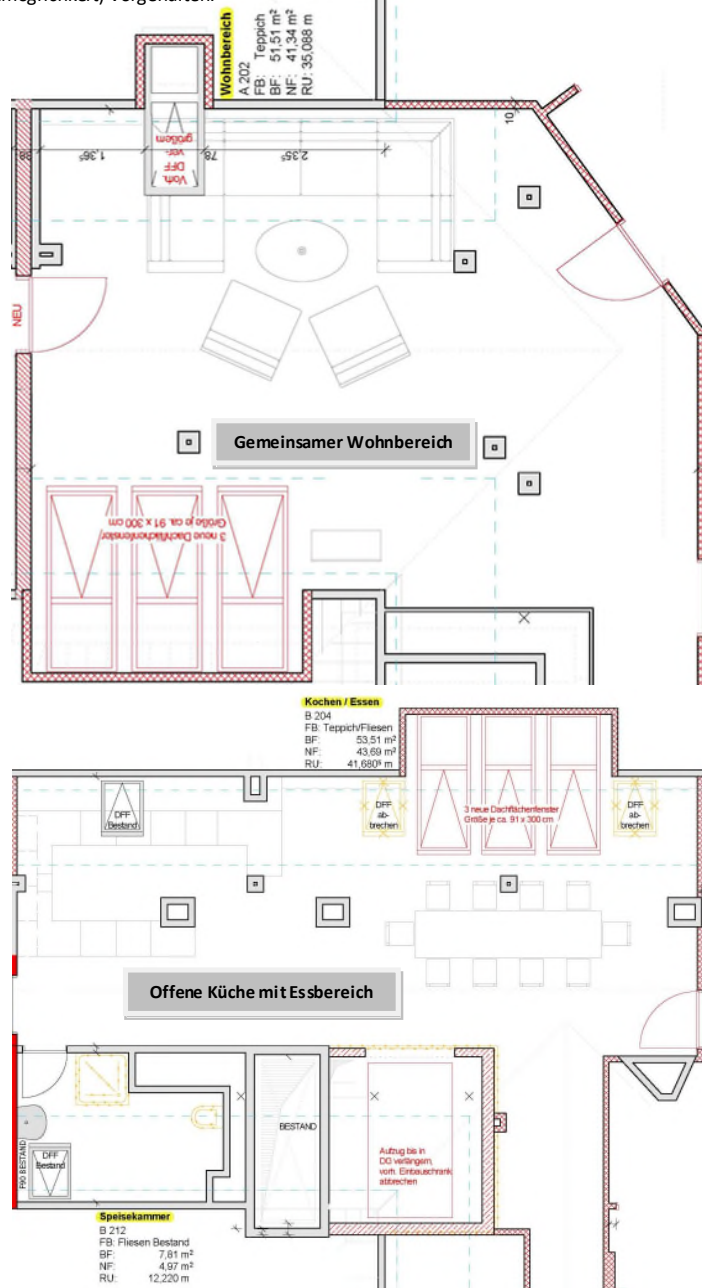 Wohnbereich
A 202
FB: Teppich
BF: 51,51 m²
NF: 41,34 m²
RU: 35,088 m
10
38
1,36⁵
78
2,35⁵
Vorh.
DFF
ver-
größern
NEU
Gemeinsamer Wohnbereich
3 neue Dachflächenfenster
Größe je ca. 91 x 300 cm
Kochen / Essen
B 204
FB: Teppich/Fliesen
BF: 53,51 m²
NF: 43,69 m²
RU: 41,680⁵ m
DFF
Bestand
DFF
ab-
brechen
3 neue Dachflächenfenster
Größe je ca. 91 x 300 cm
DFF
ab-
brechen
Offene Küche mit Essbereich
BESTAND
Aufzug bis in
DG verlängern,
vorh. Einbauschrank
abbrechen
F90 BESTAND
DFF
Bestand
Speisekammer
B 212
FB: Fliesen Bestand
BF: 7,81 m²
NF: 4,97 m²
RU: 12,220 m